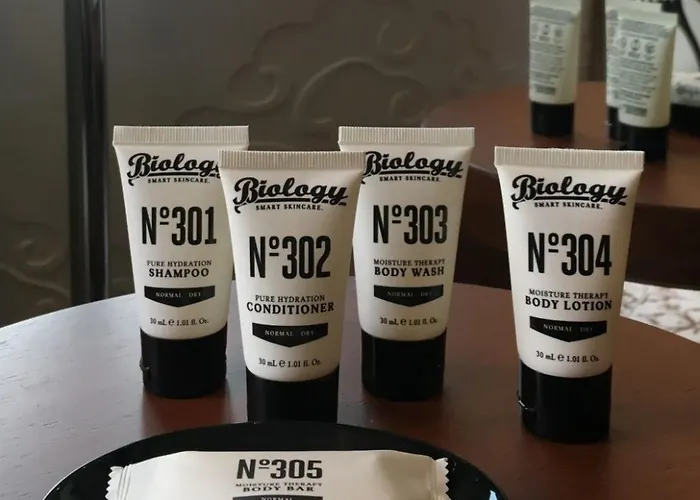 Biology
SMART SKINCARE.
Nº301
PURE HYDRATION
SHAMPOO
NORMAL DRY
30 mL e 1.01 fl. Oz.
Biology
SMART SKINCARE.
Nº302
PURE HYDRATION
CONDITIONER
NORMAL DRY
30 mL e 1.01 fl. Oz.
Biology
SMART SKINCARE.
Nº303
MOISTURE THERAPY
BODY WASH
NORMAL DRY
30 mL e 1.01 fl. Oz.
Biology
SMART SKINCARE.
Nº304
MOISTURE THERAPY
BODY LOTION
NORMAL DRY
30 mL e 1.01 fl. Oz.
Nº305
MOISTURE THERAPY
BODY BAR
NORMAL